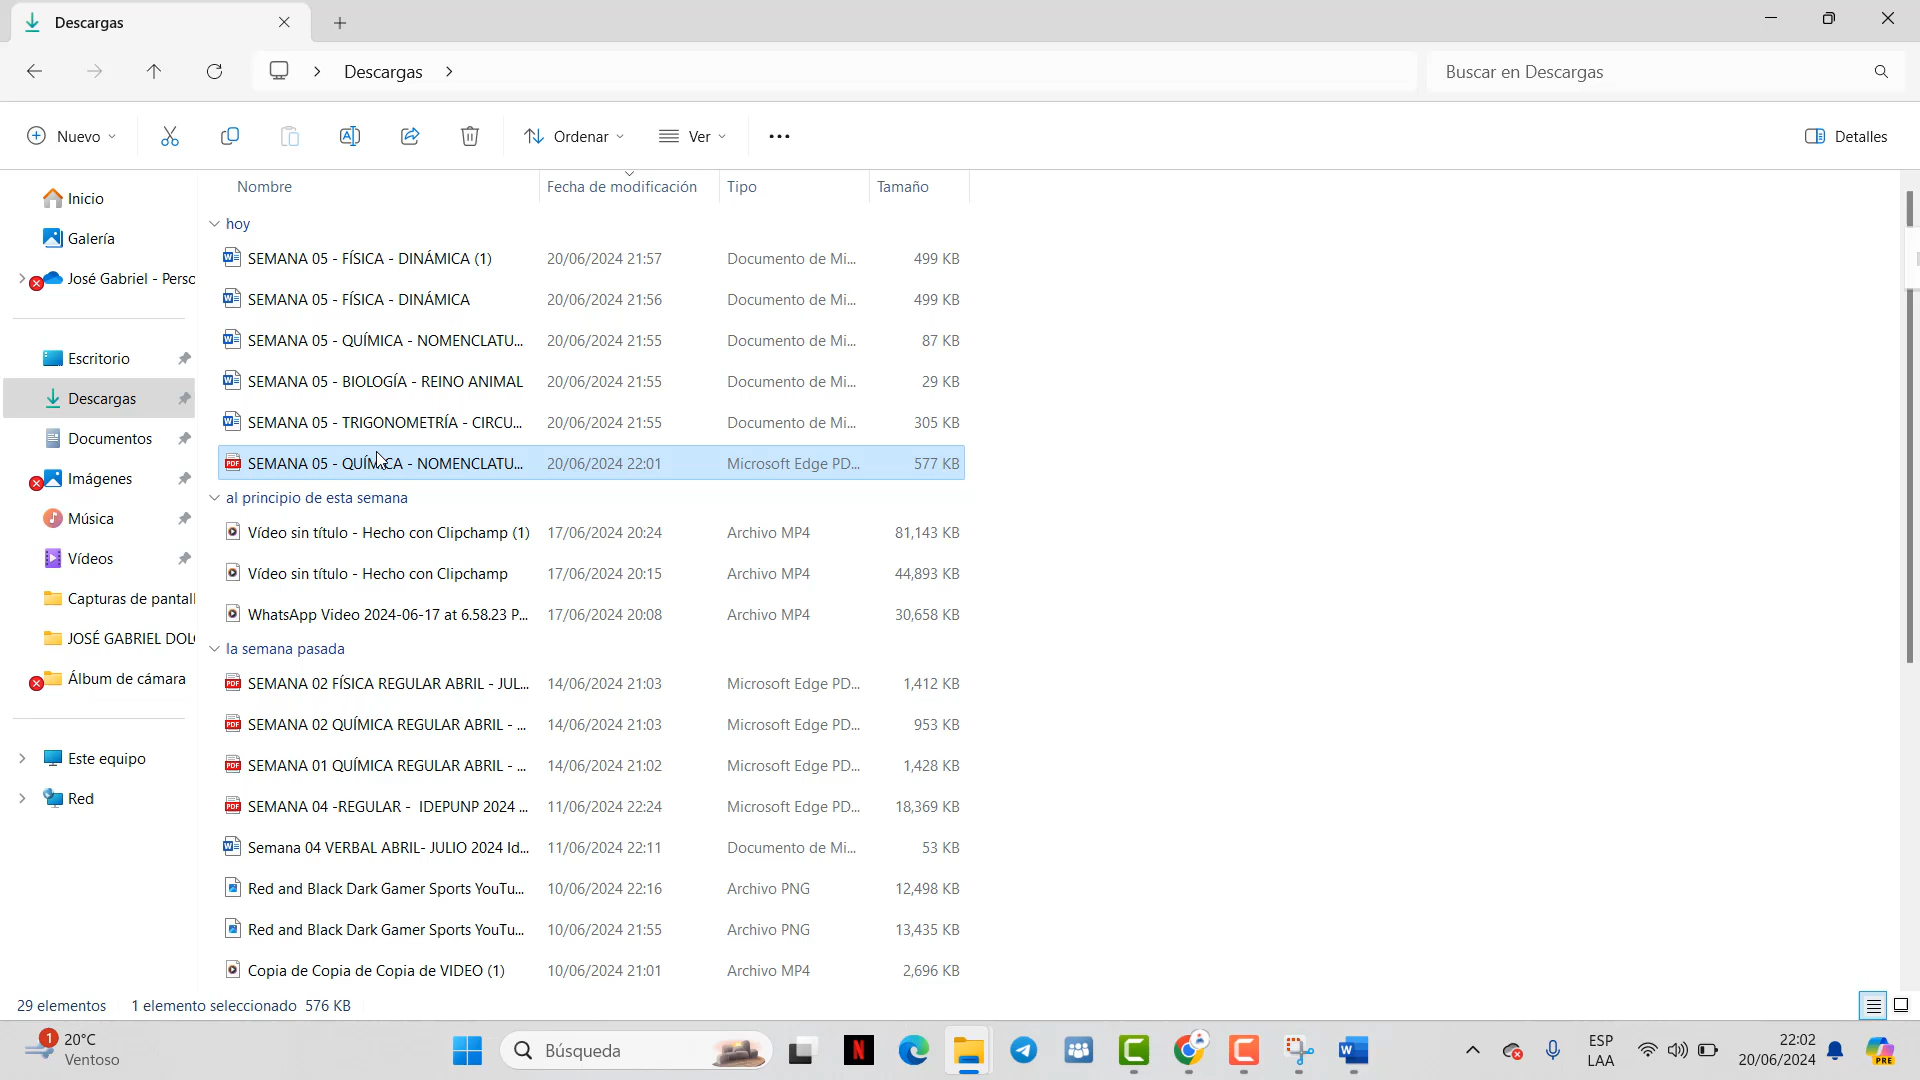 Descargas
Descargas
Buscar en Descargas
Nuevo
Ordenar
Ver
Detalles
Nombre
Fecha de modificación
Tipo
Tamaño
Inicio
Galería
José Gabriel - Perso
Escritorio
Descargas
Documentos
Imágenes
Música
Vídeos
Capturas de pantall
JOSÉ GABRIEL DOL
Álbum de cámara
Este equipo
Red
hoy
SEMANA 05 - FÍSICA - DINÁMICA (1) 20/06/2024 21:57 Documento de Mi... 499 KB
SEMANA 05 - FÍSICA - DINÁMICA 20/06/2024 21:56 Documento de Mi... 499 KB
SEMANA 05 - QUÍMICA - NOMENCLATU... 20/06/2024 21:55 Documento de Mi... 87 KB
SEMANA 05 - BIOLOGÍA - REINO ANIMAL 20/06/2024 21:55 Documento de Mi... 29 KB
SEMANA 05 - TRIGONOMETRÍA - CIRCU... 20/06/2024 21:55 Documento de Mi... 305 KB
SEMANA 05 - QUÍMICA - NOMENCLATU... 20/06/2024 22:01 Microsoft Edge PD... 577 KB
al principio de esta semana
Vídeo sin título - Hecho con Clipchamp (1) 17/06/2024 20:24 Archivo MP4 81,143 KB
Vídeo sin título - Hecho con Clipchamp 17/06/2024 20:15 Archivo MP4 44,893 KB
WhatsApp Video 2024-06-17 at 6.58.23 P... 17/06/2024 20:08 Archivo MP4 30,658 KB
la semana pasada
SEMANA 02 FÍSICA REGULAR ABRIL - JUL... 14/06/2024 21:03 Microsoft Edge PD... 1,412 KB
SEMANA 02 QUÍMICA REGULAR ABRIL - ... 14/06/2024 21:03 Microsoft Edge PD... 953 KB
SEMANA 01 QUÍMICA REGULAR ABRIL - ... 14/06/2024 21:02 Microsoft Edge PD... 1,428 KB
SEMANA 04 -REGULAR - IDEPUNP 2024 ... 11/06/2024 22:24 Microsoft Edge PD... 18,369 KB
Semana 04 VERBAL ABRIL- JULIO 2024 Id... 11/06/2024 22:11 Documento de Mi... 53 KB
Red and Black Dark Gamer Sports YouTu... 10/06/2024 22:16 Archivo PNG 12,498 KB
Red and Black Dark Gamer Sports YouTu... 10/06/2024 21:55 Archivo PNG 13,435 KB
Copia de Copia de Copia de VIDEO (1) 10/06/2024 21:01 Archivo MP4 2,696 KB
29 elementos 1 elemento seleccionado 576 KB
1
20°C
Ventoso
Búsqueda
ESP
LAA
22:02
20/06/2024
PRE